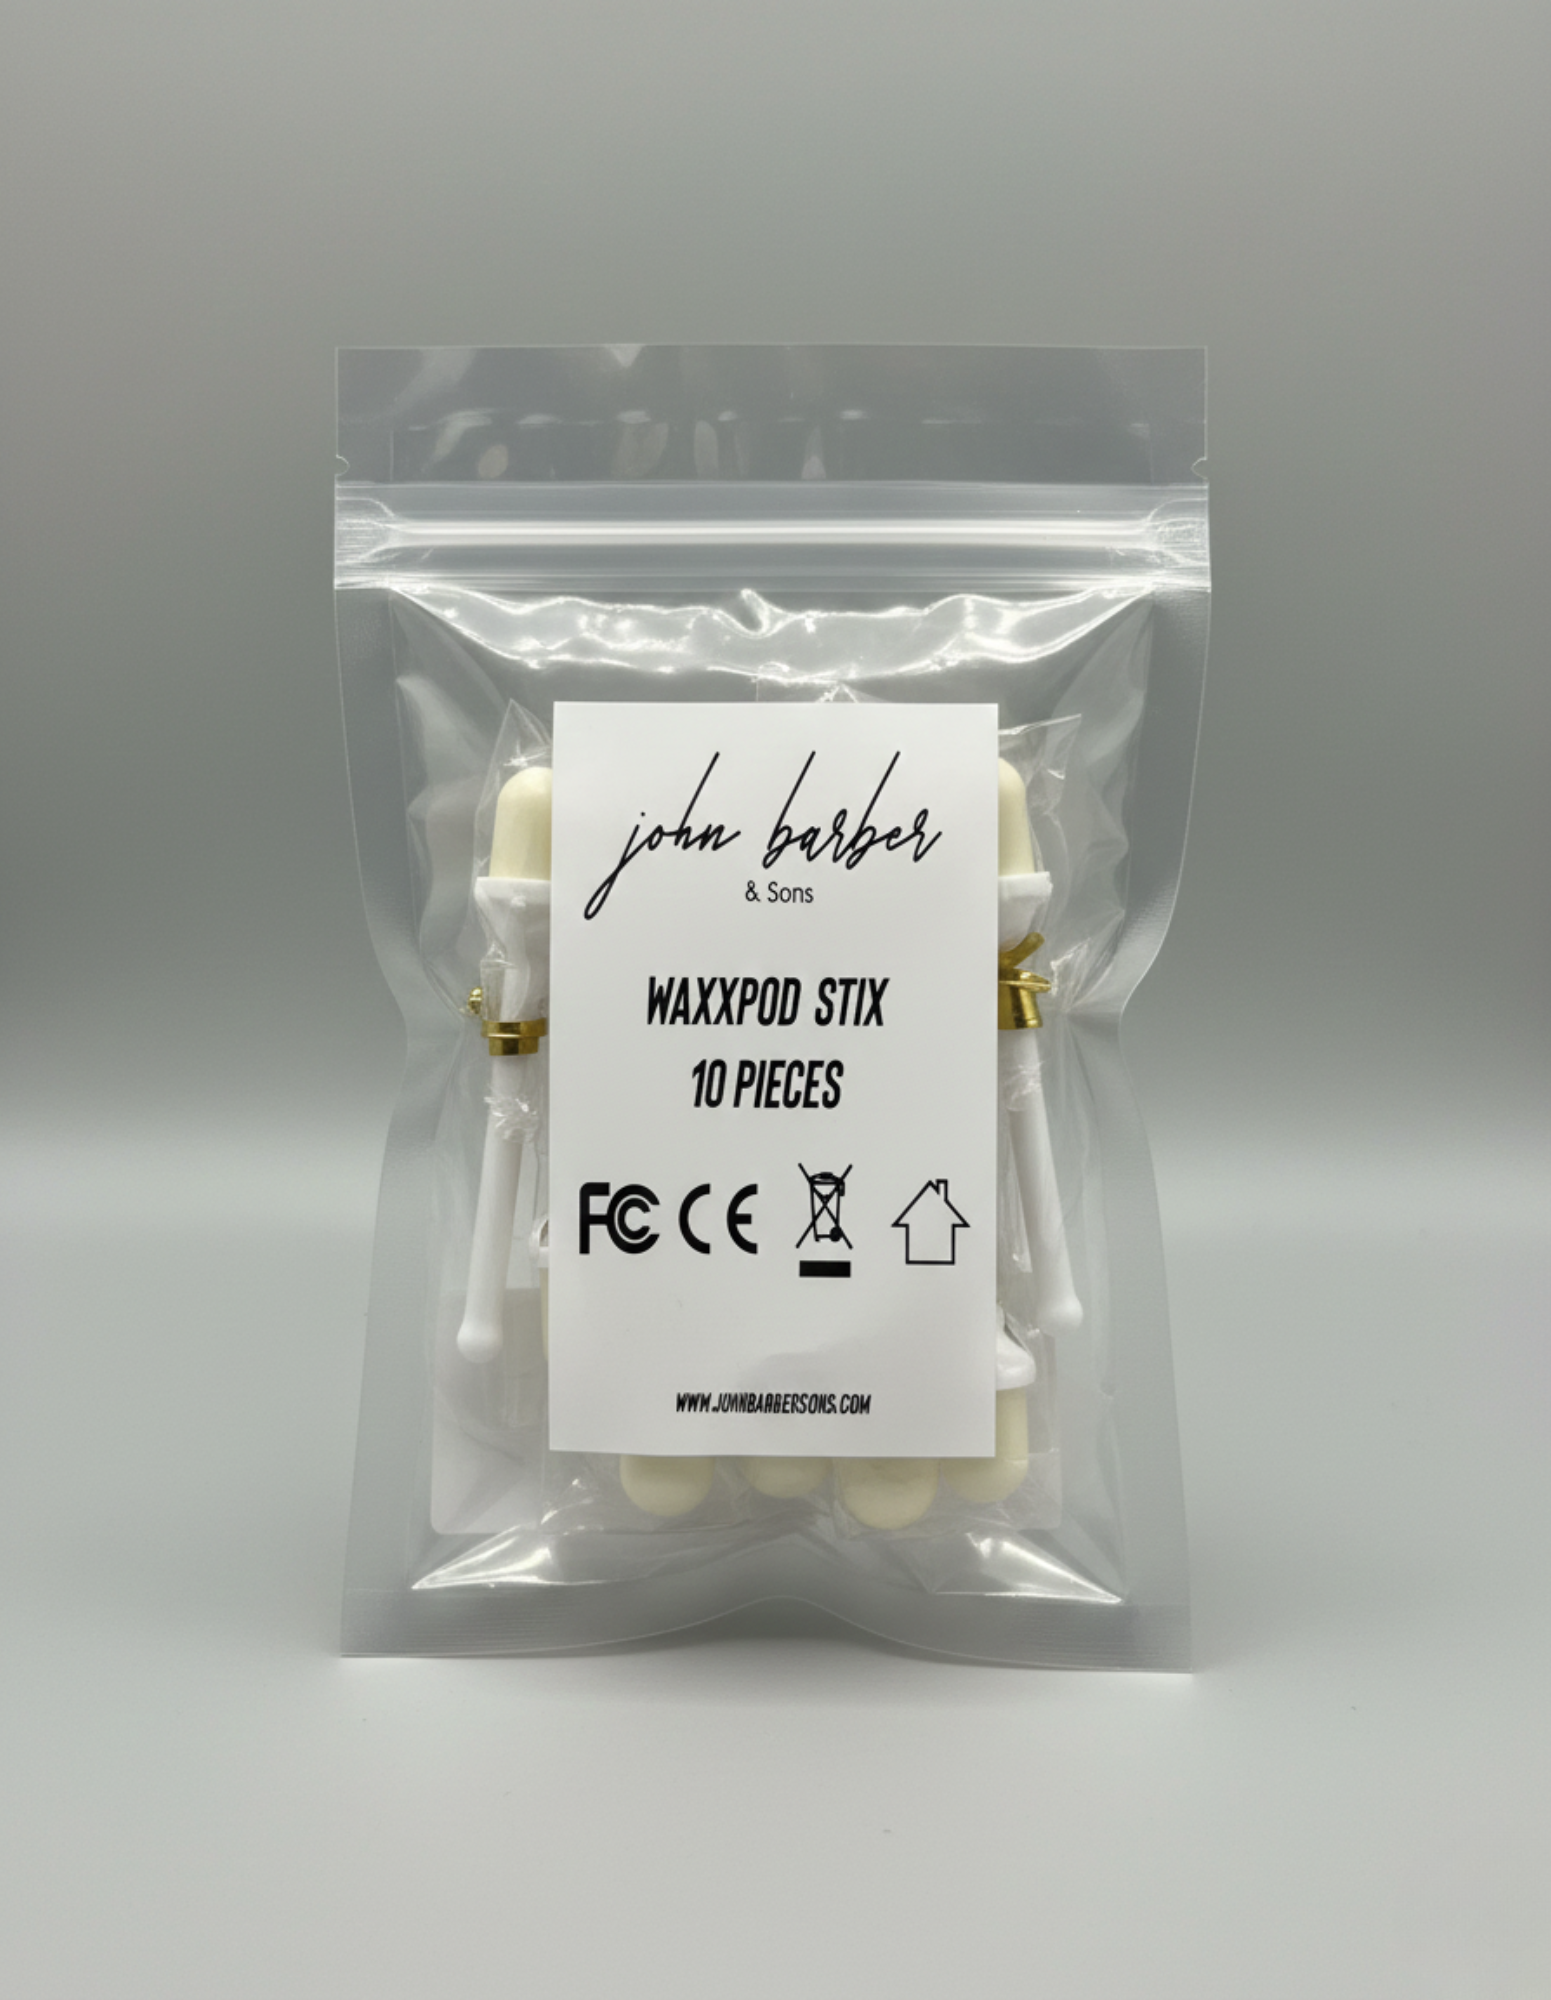 john barber
& Sons
WAXXPOD STIX
10 PIECES
FC CE
WWW.JOHNBARBERSONS.COM